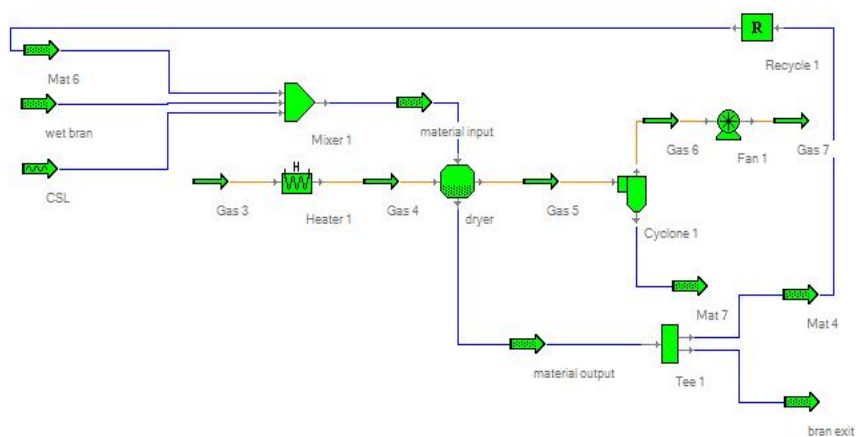 R
Recycle 1
Mat 6
wet bran
CSL
Mixer 1
material input
H
Gas 3
Heater 1
Gas 4
dryer
Gas 5
Cyclone 1
Gas 6
Fan 1
Gas 7
Mat 7
Mat 4
material output
Tee 1
bran exit